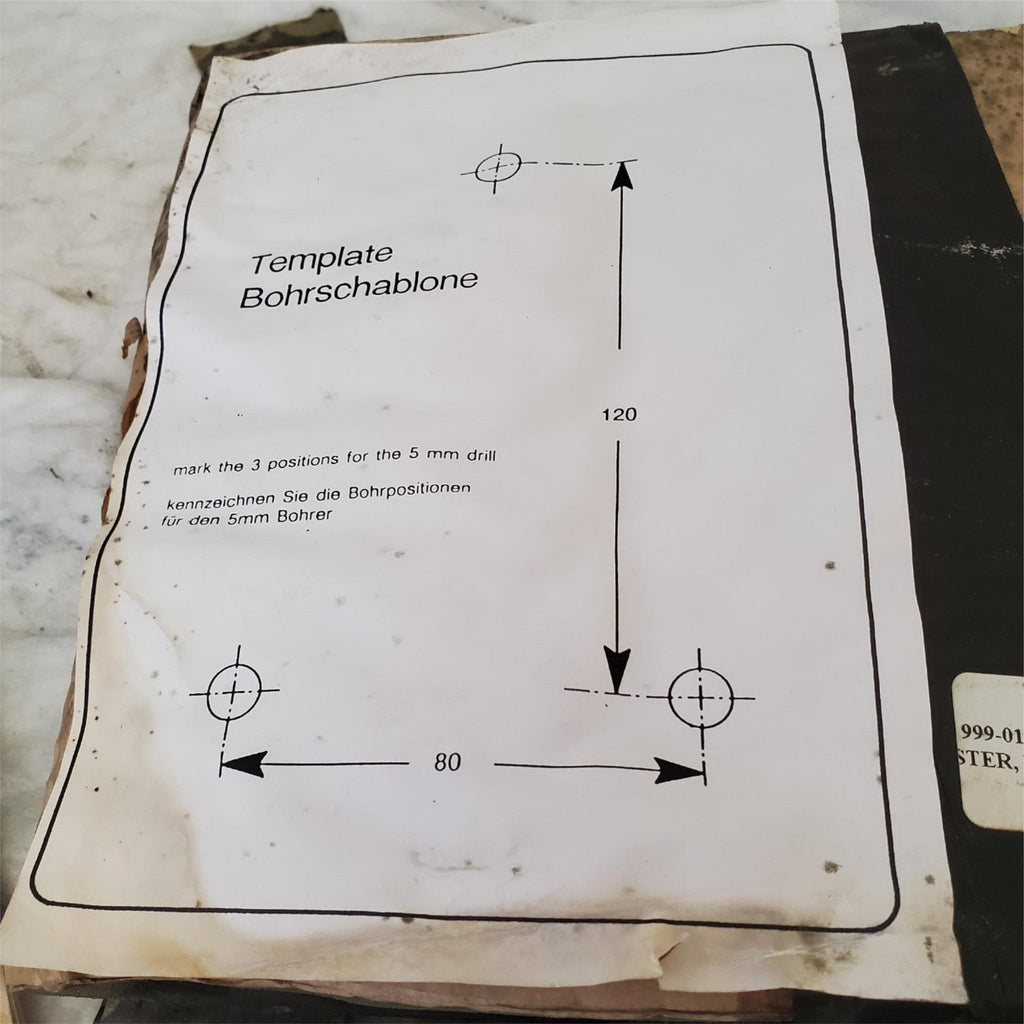 Template
Bohrschablone
120
mark the 3 positions for the 5 mm drill
kennzeichnen Sie die Bohrpositionen
für den 5mm Bohrer
80
999-01
STER,